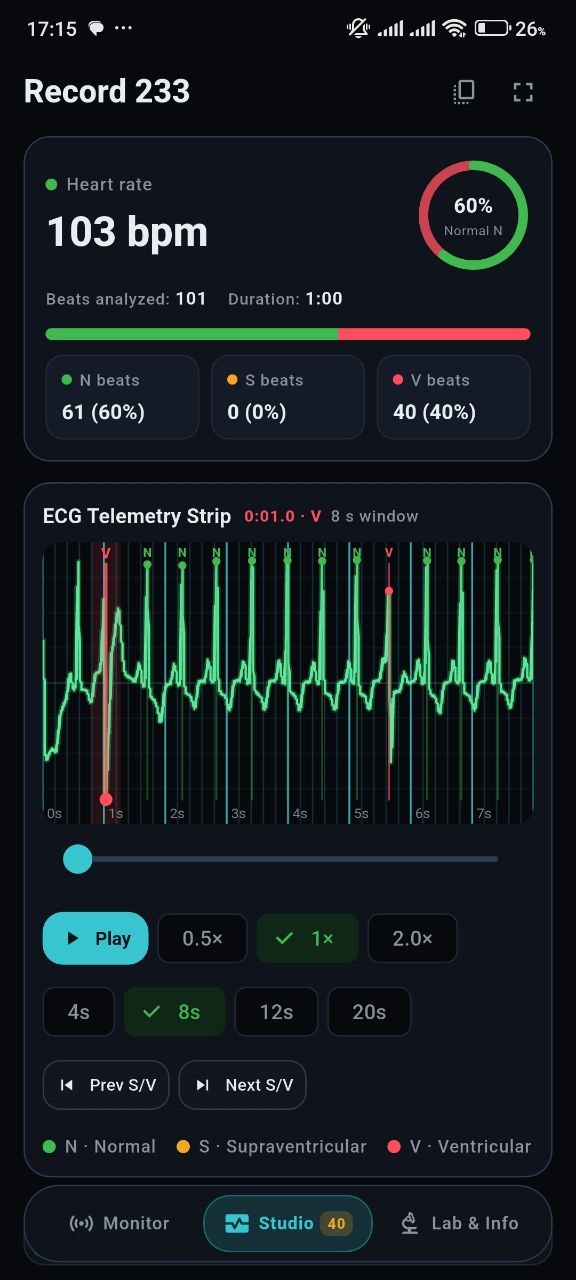 17:15 26%
Record 233
Heart rate
103 bpm
60%
Normal N
Beats analyzed: 101 Duration: 1:00
N beats S beats V beats
61 (60%) 0 (0%) 40 (40%)
ECG Telemetry Strip 0:01.0 · V 8 s window
V N N N N N N N V N N N N
0s 1s 2s 3s 4s 5s 6s 7s
Play 0.5× 1× 2.0×
4s 8s 12s 20s
Prev S/V Next S/V
N · Normal S · Supraventricular V · Ventricular
Monitor Studio 40 Lab & Info